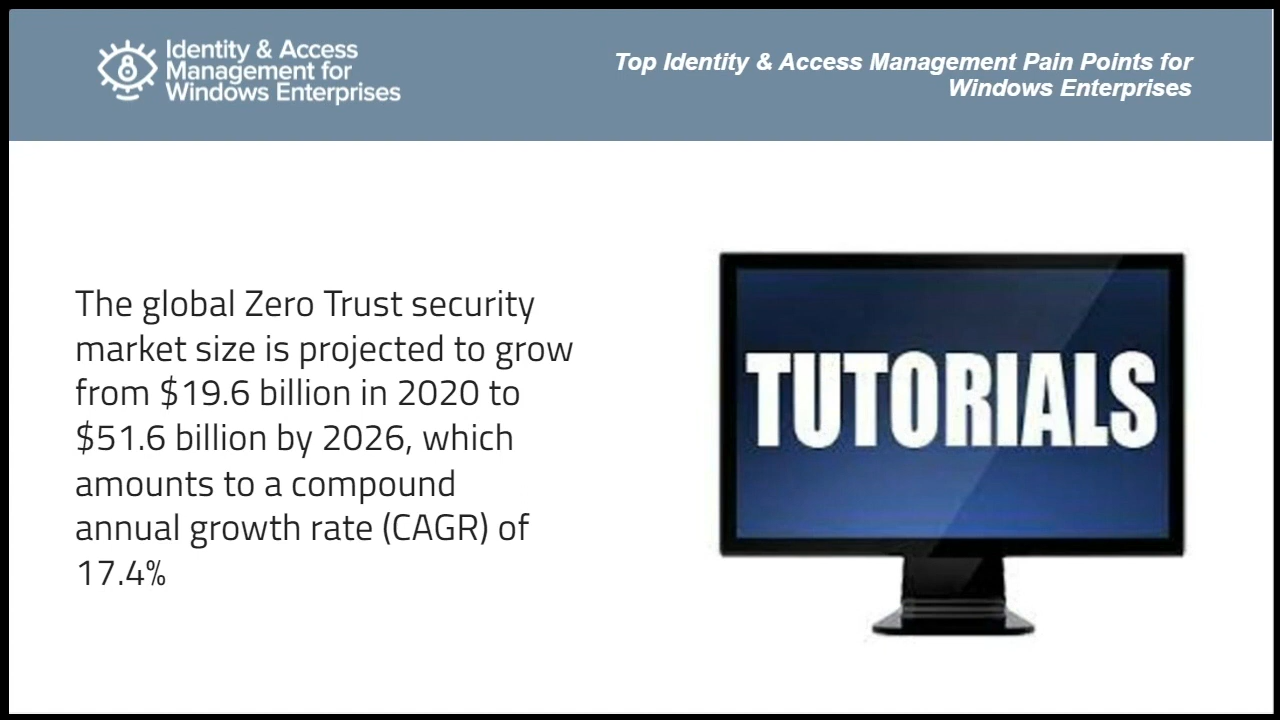 Identity & Access
Management for
Windows Enterprises
Top Identity & Access Management Pain Points for
Windows Enterprises
The global Zero Trust security
market size is projected to grow
from $19.6 billion in 2020 to
$51.6 billion by 2026, which
amounts to a compound
annual growth rate (CAGR) of
17.4%
TUTORIALS